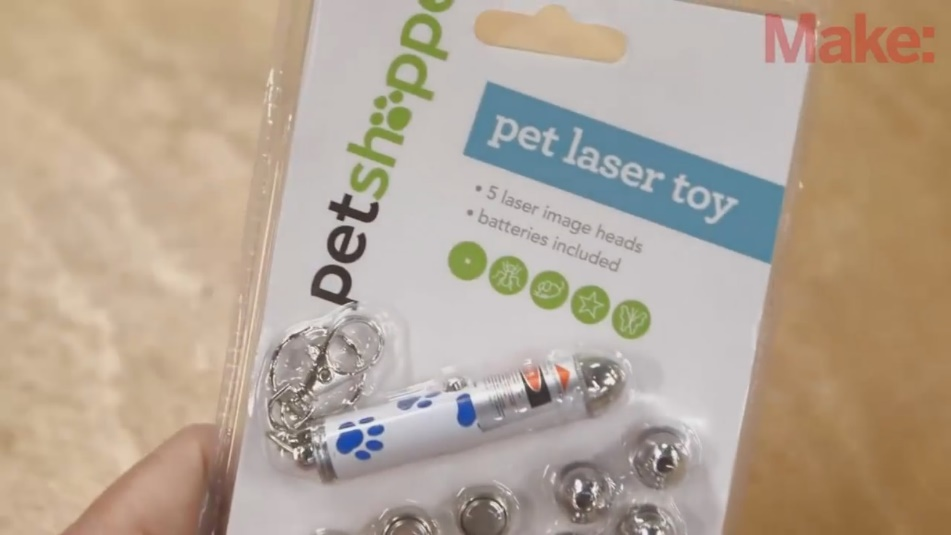 Make:
petshoppe
pet laser toy
• 5 laser image heads
• batteries included